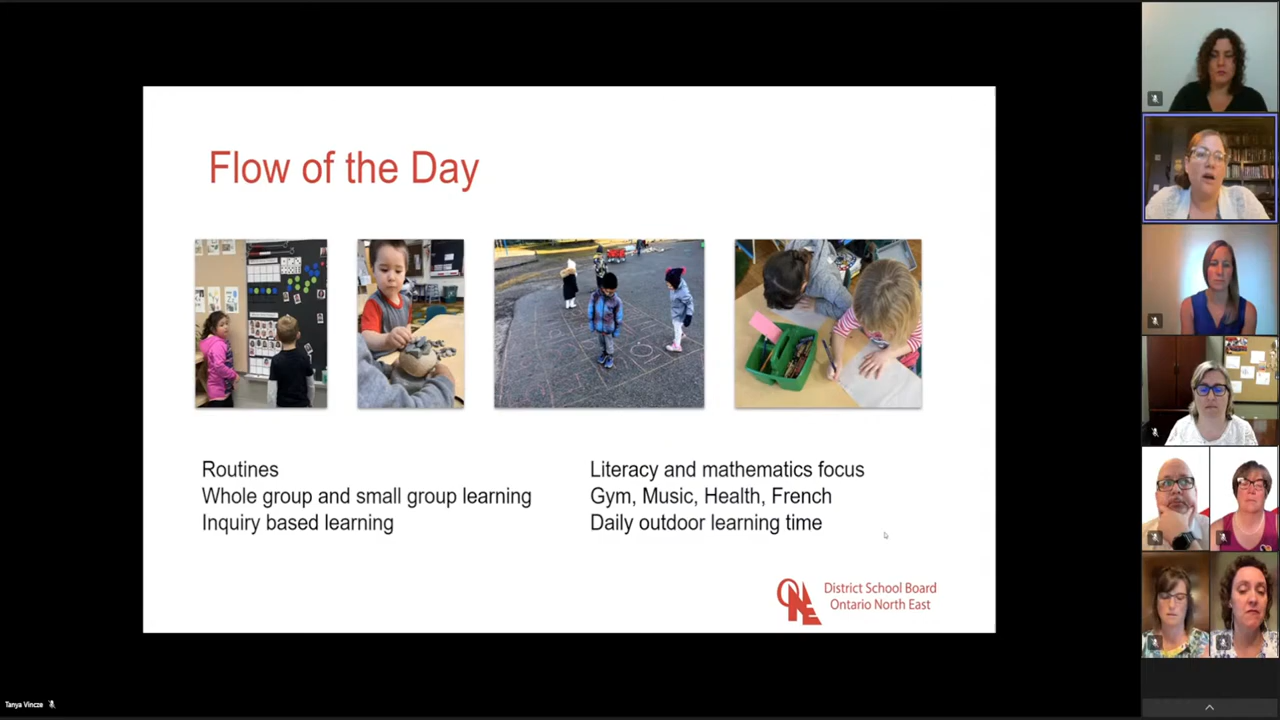 Flow of the Day
Routines
Whole group and small group learning
Inquiry based learning
Literacy and mathematics focus
Gym, Music, Health, French
Daily outdoor learning time
ONE
District School Board
Ontario North East
Tanya Vincze